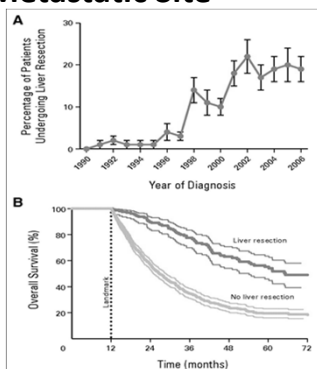 Metastatic Site
A
Percentage of Patients
Undergoing Liver Resection
30
20
10
0
1990
1992
1994
1996
1998
2000
2002
2004
2006
Year of Diagnosis
B
Overall Survival (%)
100
80
60
40
20
Landmark
Liver resection
No liver resection
0
12
24
36
48
60
72
Time (months)